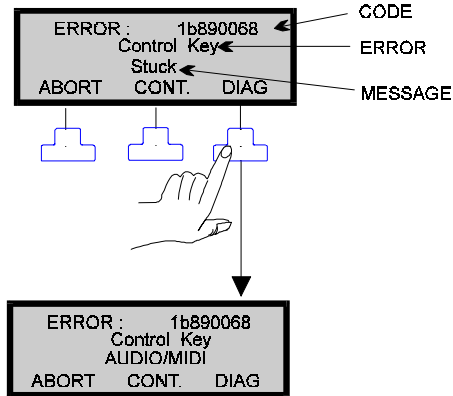 ERROR : 1b890068
Control Key
Stuck
ABORT CONT. DIAG
CODE
ERROR
MESSAGE
ERROR : 1b890068
Control Key
AUDIO/MIDI
ABORT CONT. DIAG